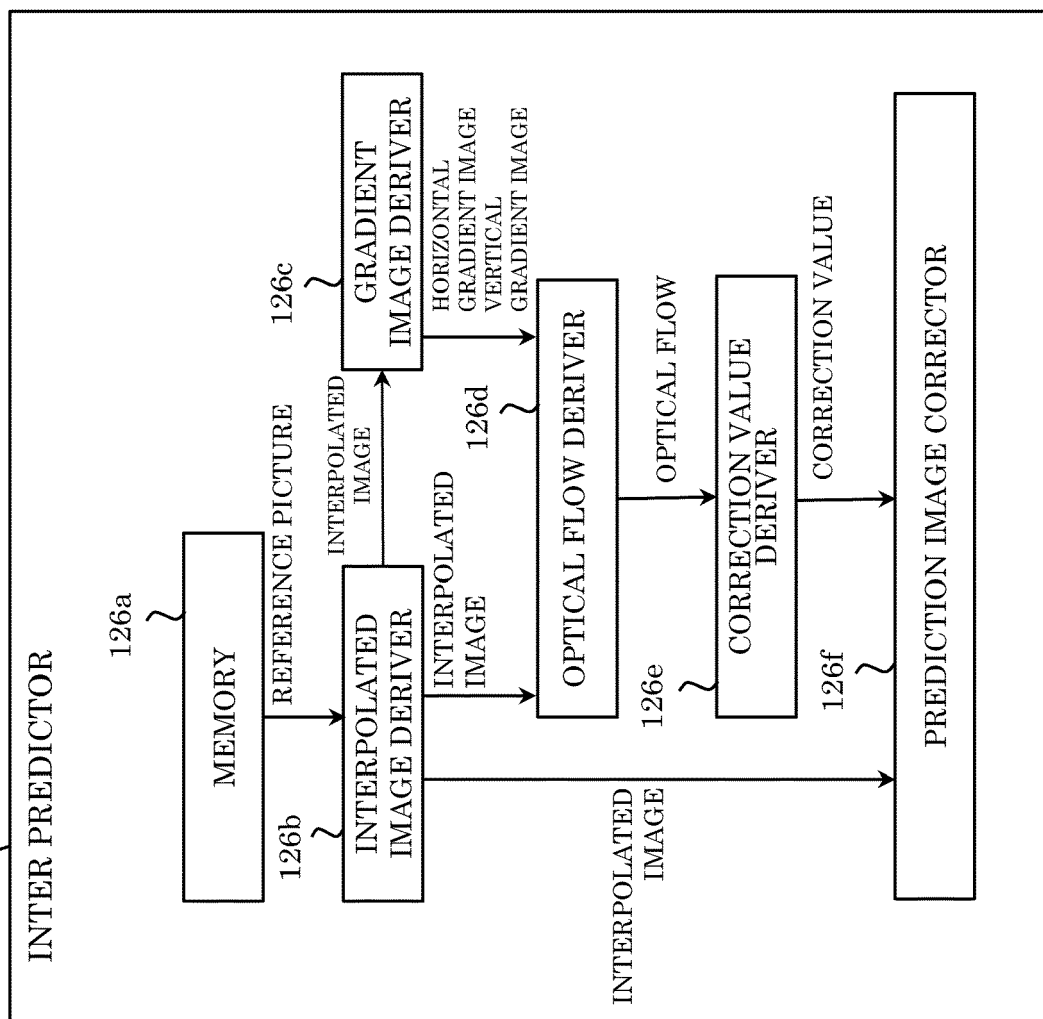 INTER PREDICTOR
126a
MEMORY
REFERENCE PICTURE
126b
INTERPOLATED
IMAGE DERIVER
INTERPOLATED
IMAGE
126c
GRADIENT
IMAGE DERIVER
HORIZONTAL
GRADIENT IMAGE
VERTICAL
GRADIENT IMAGE
INTERPOLATED
IMAGE
126d
OPTICAL FLOW DERIVER
OPTICAL FLOW
126e
CORRECTION VALUE
DERIVER
CORRECTION VALUE
INTERPOLATED
IMAGE
126f
PREDICTION IMAGE CORRECTOR